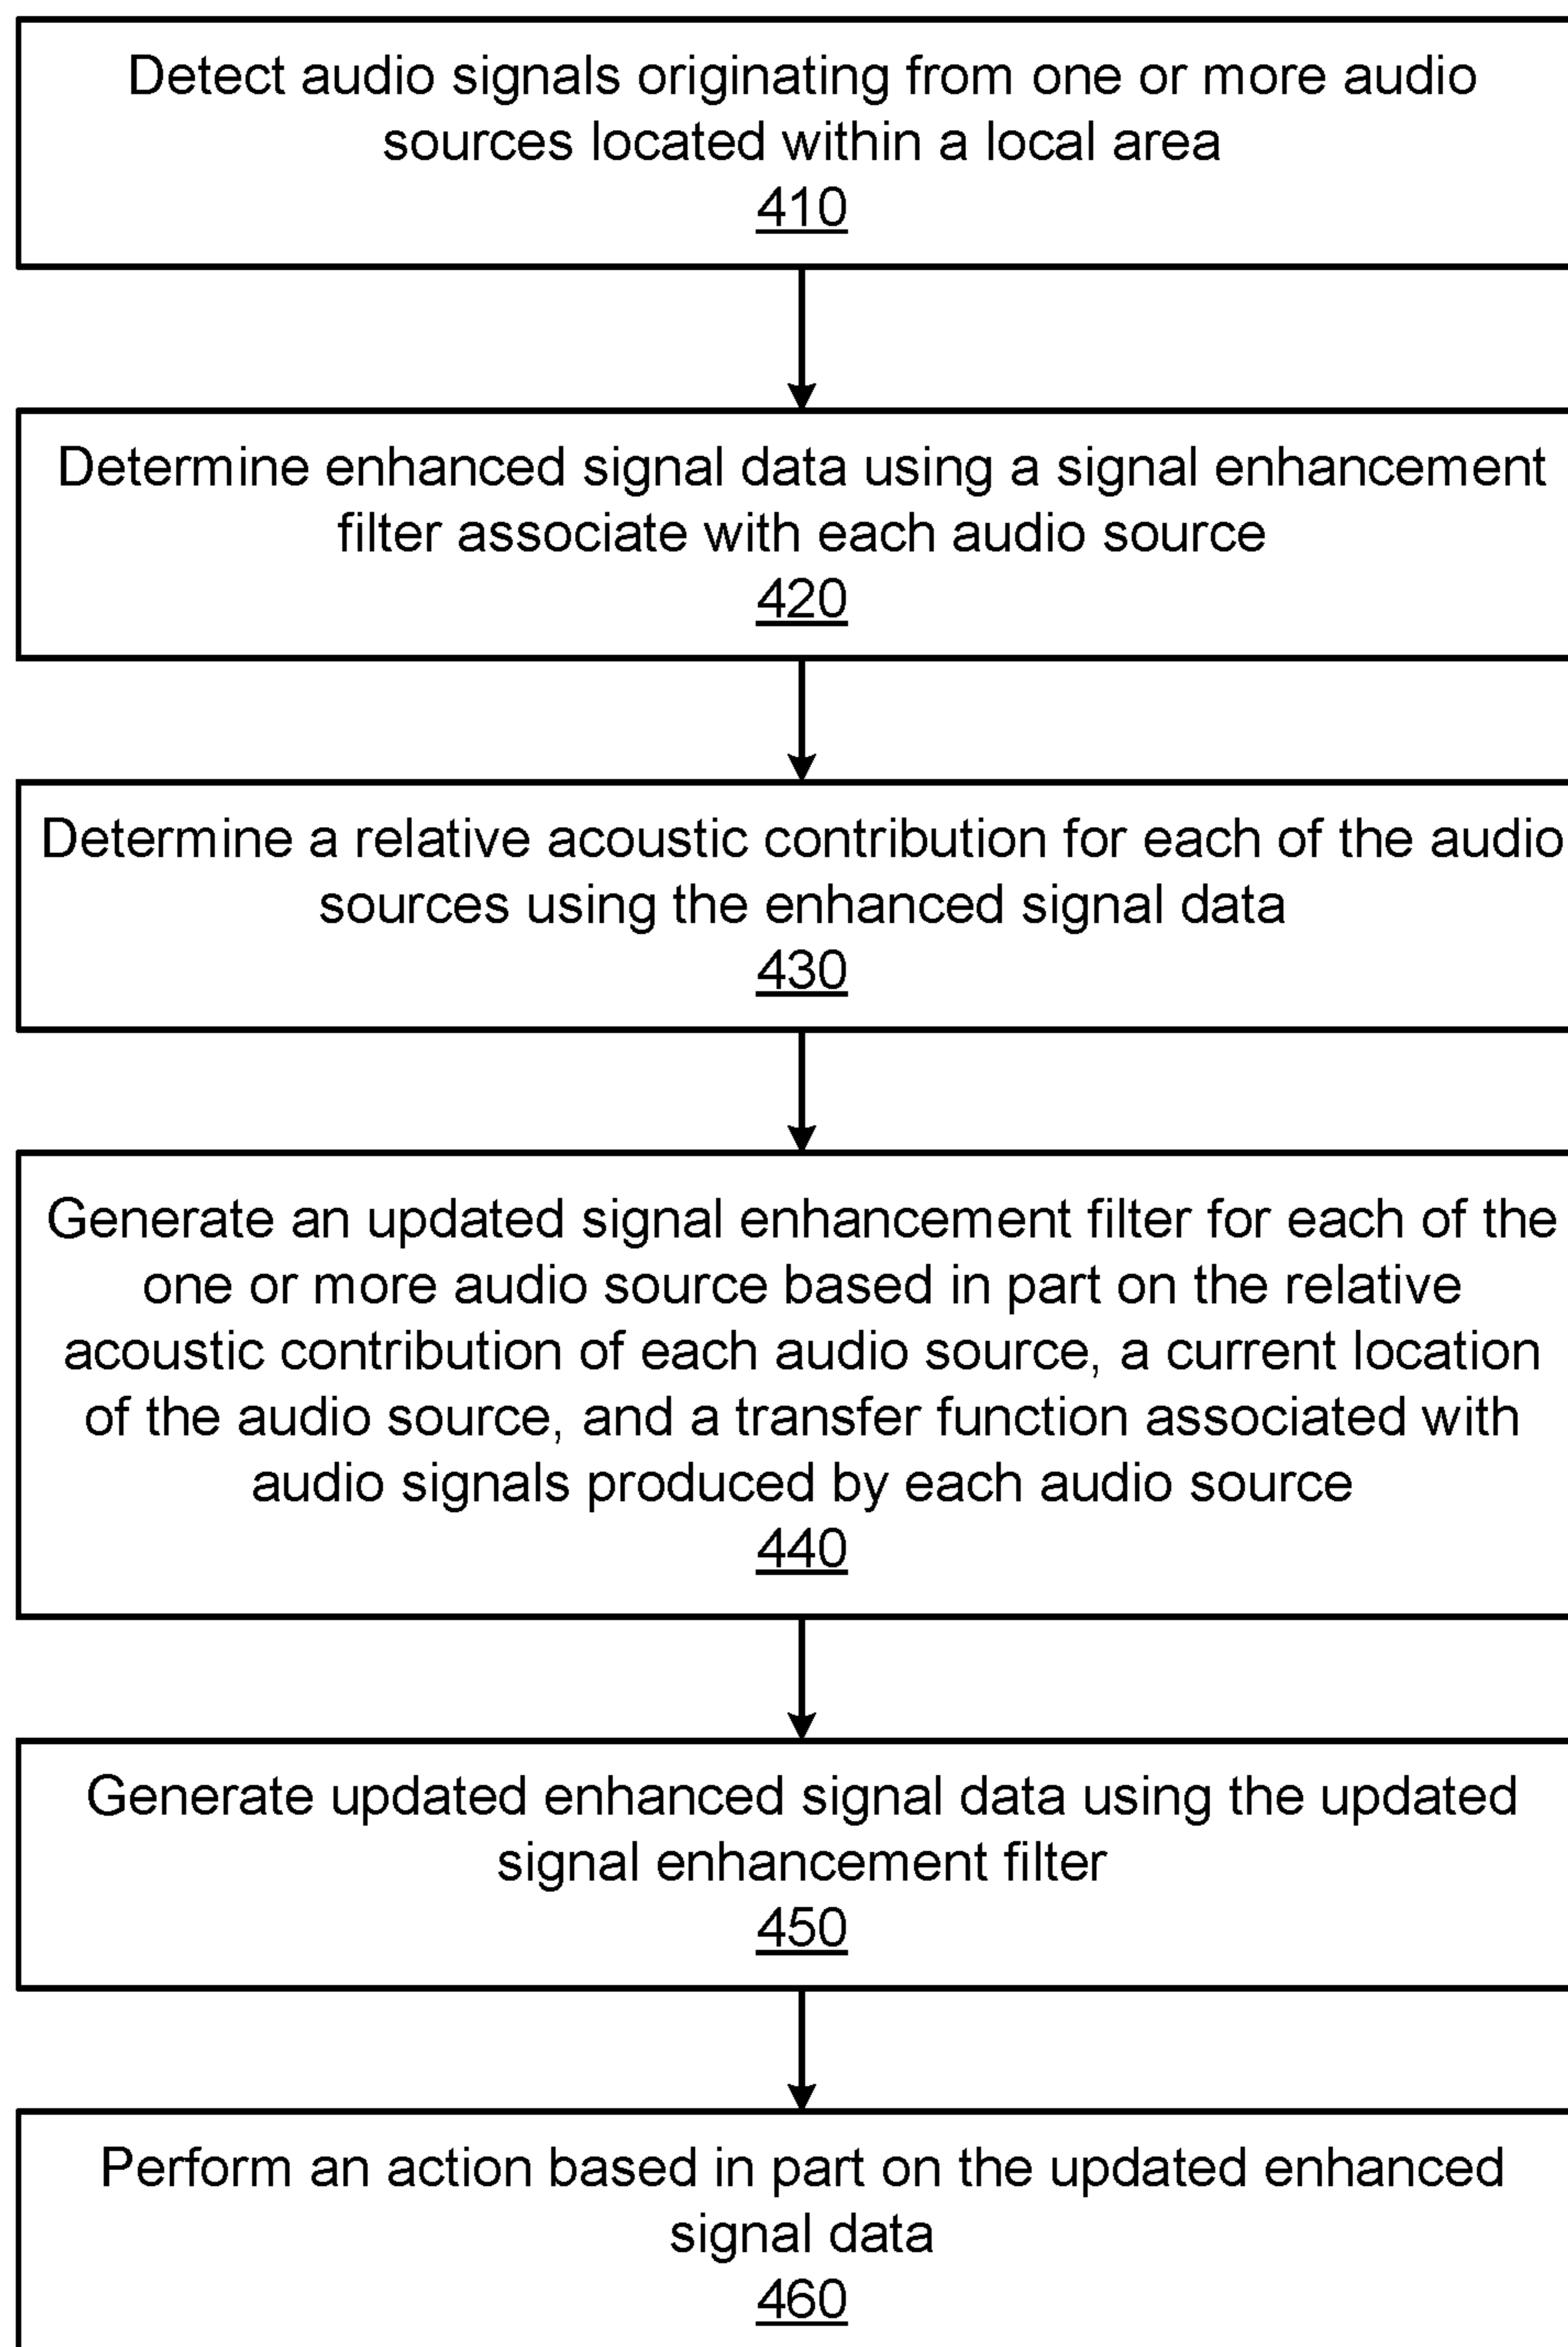 Detect audio signals originating from one or more audio
sources located within a local area
410
Determine enhanced signal data using a signal enhancement
filter associate with each audio source
420
Determine a relative acoustic contribution for each of the audio
sources using the enhanced signal data
430
Generate an updated signal enhancement filter for each of the
one or more audio source based in part on the relative
acoustic contribution of each audio source, a current location
of the audio source, and a transfer function associated with
audio signals produced by each audio source
440
Generate updated enhanced signal data using the updated
signal enhancement filter
450
Perform an action based in part on the updated enhanced
signal data
460